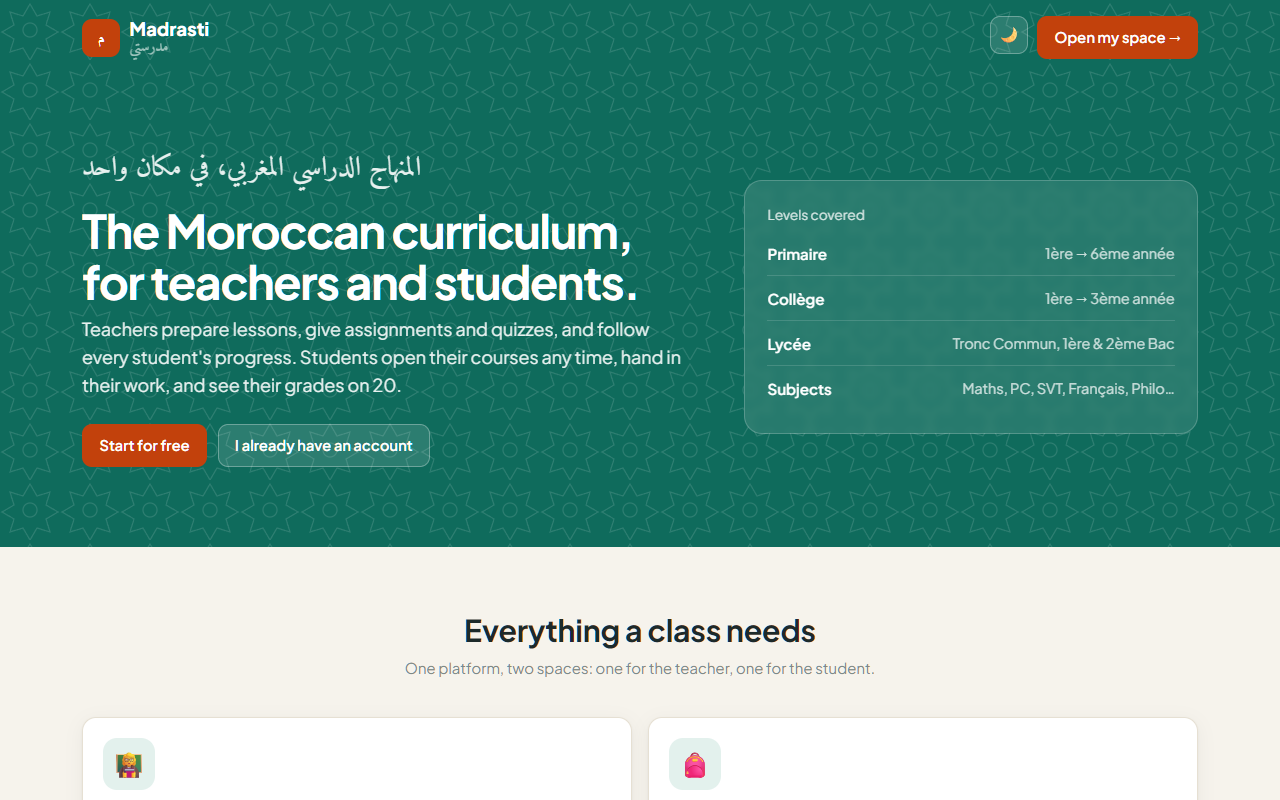 م
Madrasti
مدرستي
Open my space →
المنهاج الدراسي المغربي، في مكان واحد
The Moroccan curriculum,
for teachers and students.
Teachers prepare lessons, give assignments and quizzes, and follow
every student's progress. Students open their courses any time, hand in
their work, and see their grades on 20.
Start for free
I already have an account
Levels covered
Primaire 1ère → 6ème année
Collège 1ère → 3ème année
Lycée Tronc Commun, 1ère & 2ème Bac
Subjects Maths, PC, SVT, Français, Philo…
Everything a class needs
One platform, two spaces: one for the teacher, one for the student.